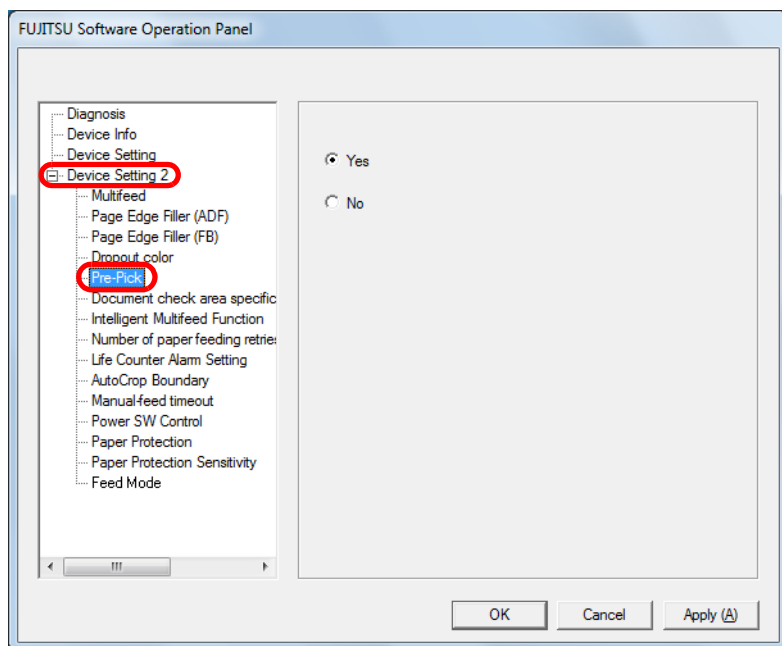 FUJITSU Software Operation Panel
Diagnosis
Device Info
Device Setting
Device Setting 2
Multifeed
Page Edge Filler (ADF)
Page Edge Filler (FB)
Dropout color
Pre-Pick
Document check area specific
Intelligent Multifeed Function
Number of paper feeding retries
Life Counter Alarm Setting
AutoCrop Boundary
Manual-feed timeout
Power SW Control
Paper Protection
Paper Protection Sensitivity
Feed Mode
Yes
No
OK Cancel Apply (A)